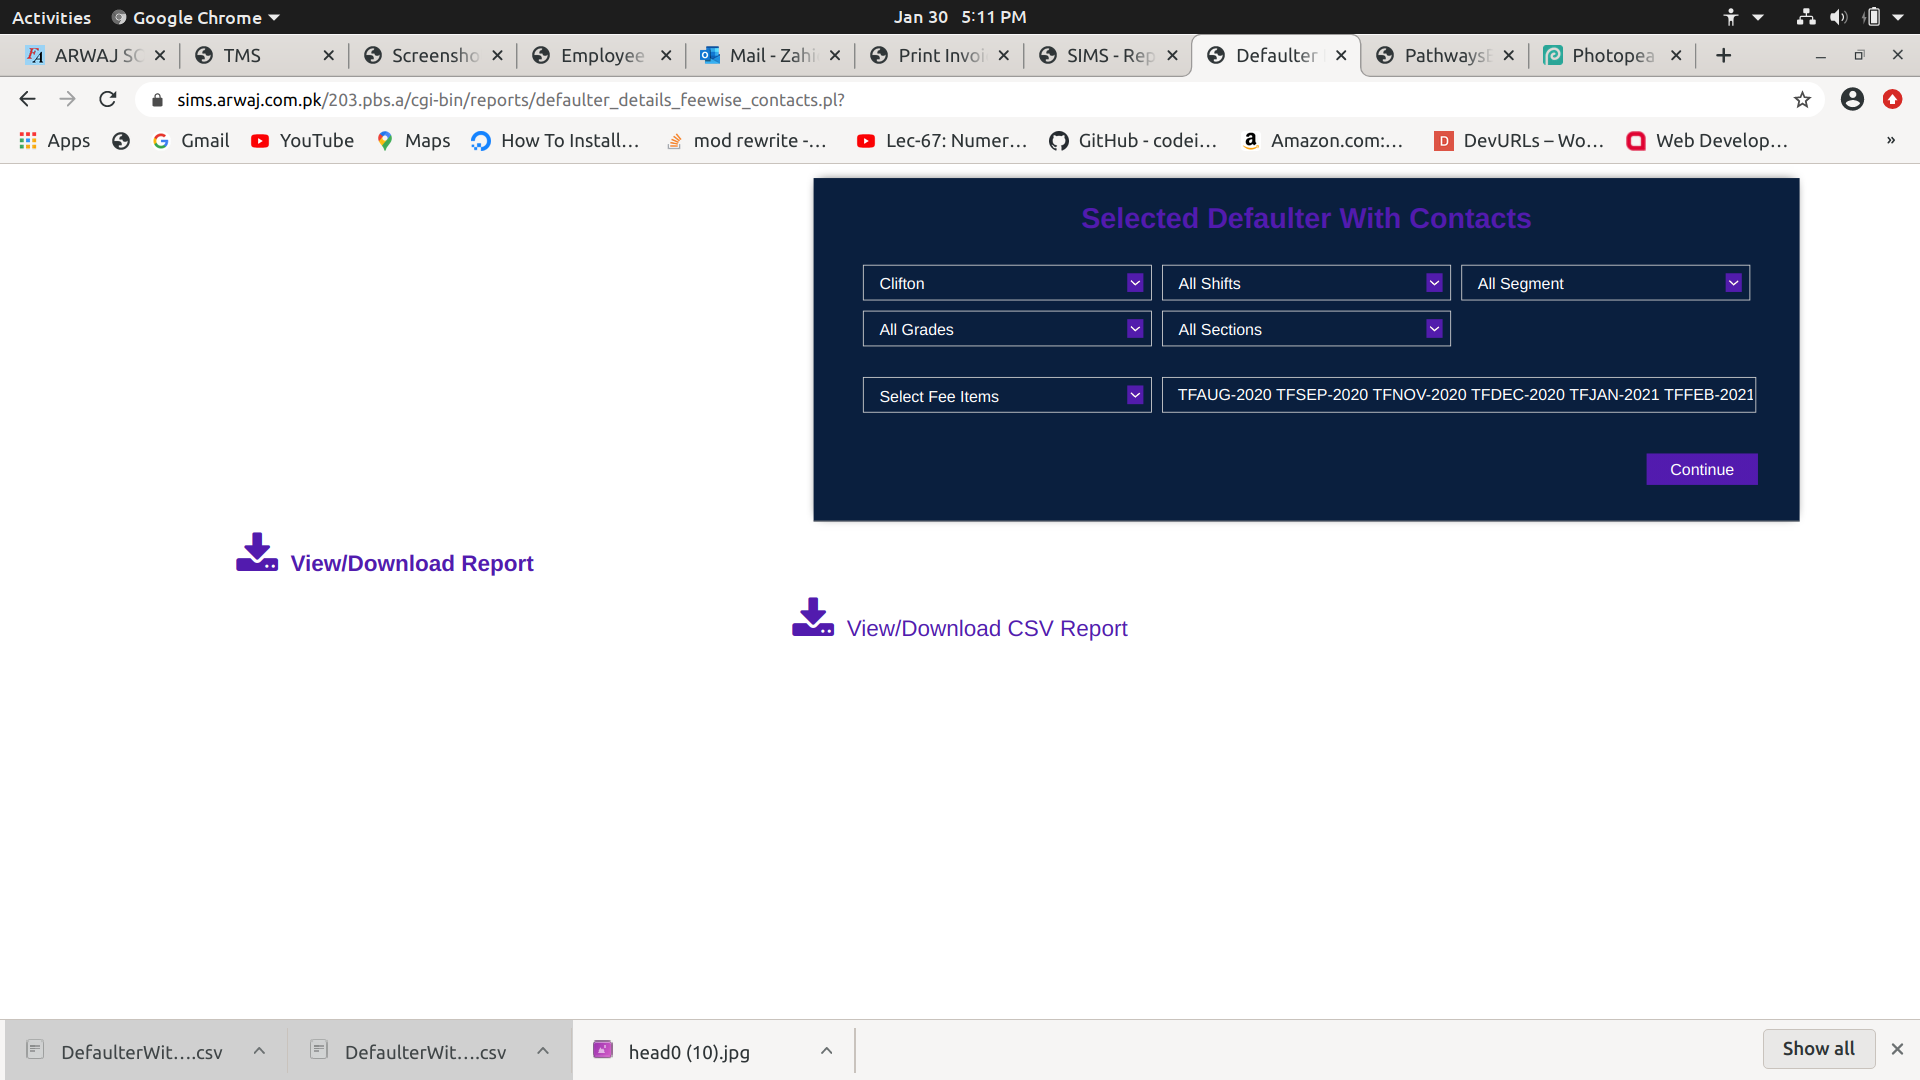 Activities Google Chrome Jan 30 5:11 PM
ARWAJ SC TMS Screensho Employee Mail - Zahi Print Invoi SIMS - Rep Defaulter PathwaysE Photopea
sims.arwaj.com.pk/203.pbs.a/cgi-bin/reports/defaulter_details_feewise_contacts.pl?
Apps Gmail YouTube Maps How To Install... mod rewrite -... Lec-67: Numer... GitHub - codei... Amazon.com:... DevURLs – Wo... Web Develop... »
Selected Defaulter With Contacts
Clifton All Shifts All Segment
All Grades All Sections
Select Fee Items TFAUG-2020 TFSEP-2020 TFNOV-2020 TFDEC-2020 TFJAN-2021 TFFEB-2021
Continue
View/Download Report
View/Download CSV Report
DefaulterWit....csv DefaulterWit....csv head0 (10).jpg Show all